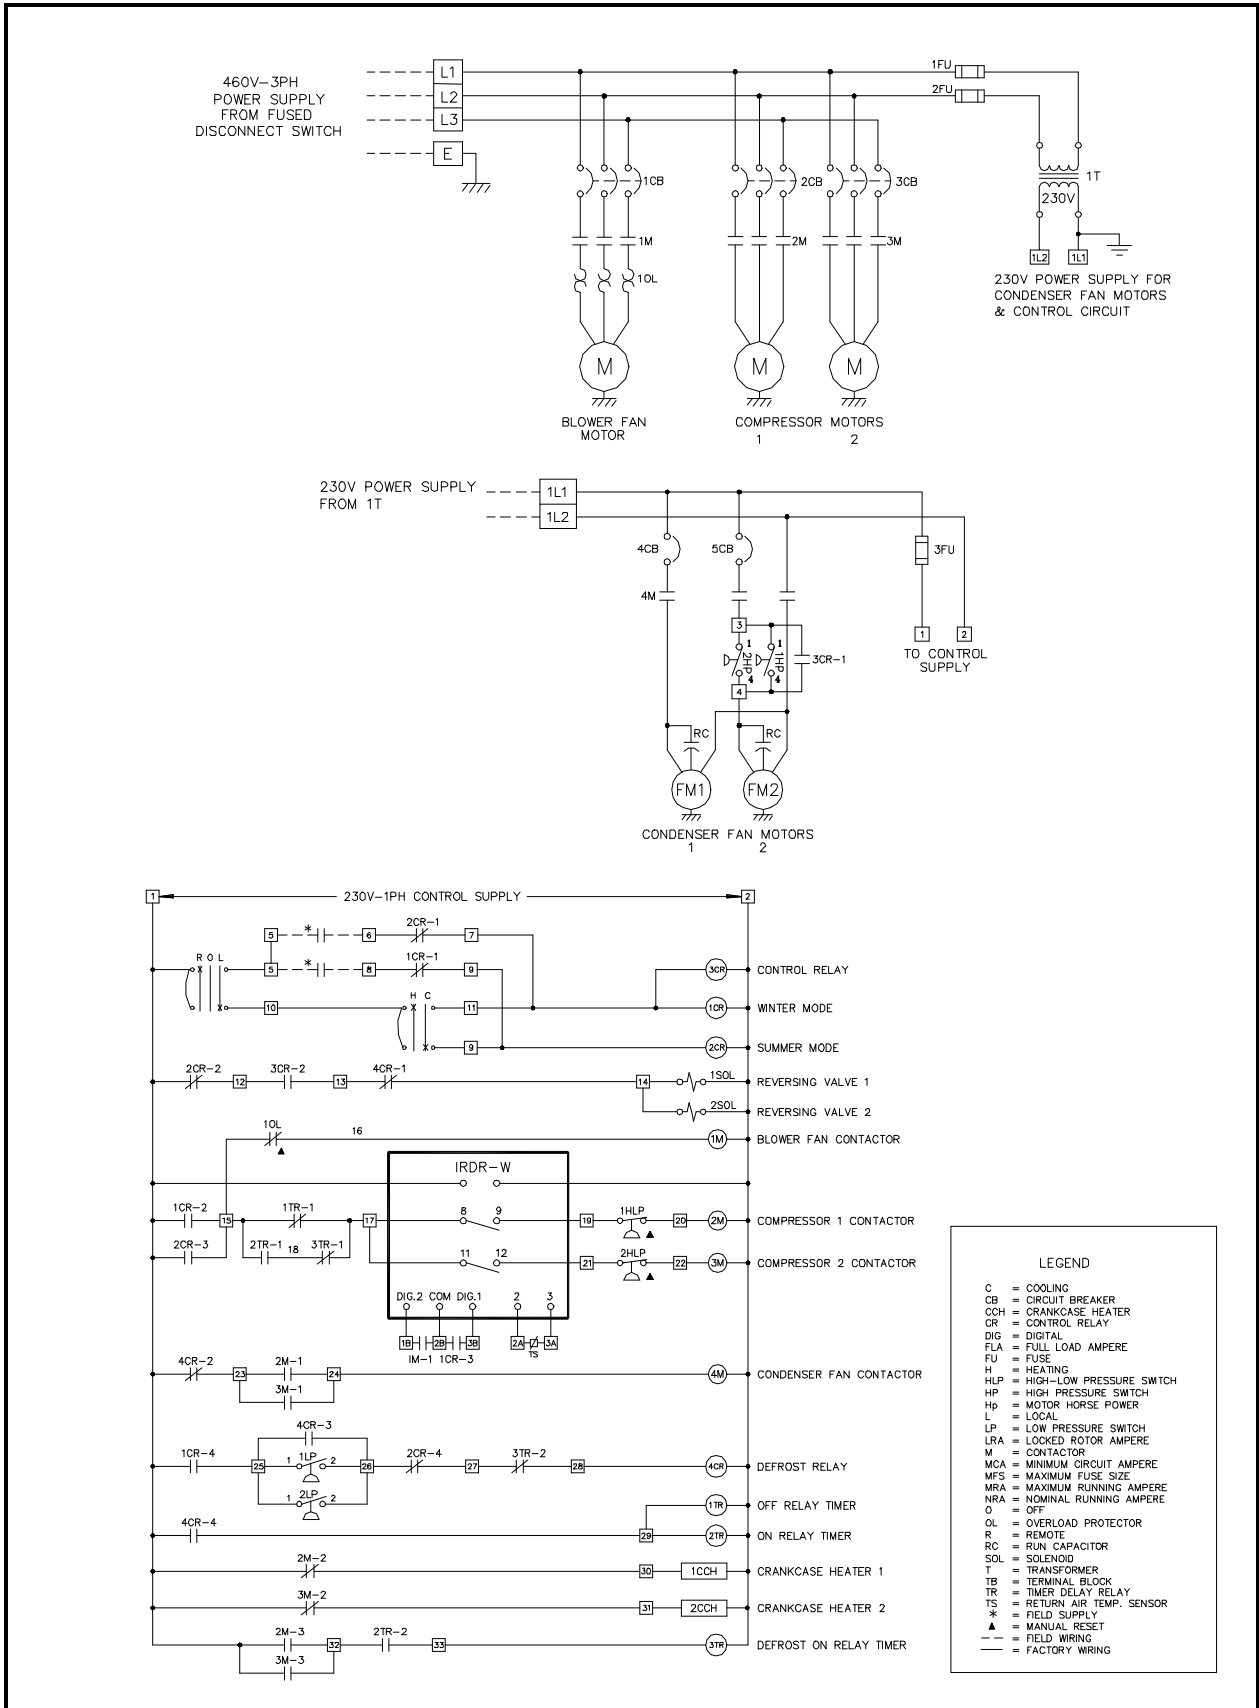 460V-3PH
POWER SUPPLY
FROM FUSED
DISCONNECT SWITCH
L1
L2
L3
E
1FU
2FU
1CB
2CB
3CB
1T
230V
1M
2M
3M
1OL
1L2
1L1
230V POWER SUPPLY FOR
CONDENSER FAN MOTORS
& CONTROL CIRCUIT
M
M
M
BLOWER FAN
MOTOR
COMPRESSOR MOTORS
1 2
230V POWER SUPPLY
FROM 1T
1L1
1L2
4CB
5CB
3FU
4M
3
1 1
2HP 1HP
4 4
3CR-1
4
1 2
TO CONTROL
SUPPLY
RC RC
FM1 FM2
CONDENSER FAN MOTORS
1 2
1 230V-1PH CONTROL SUPPLY 2
5 * 6 2CR-1 7
R O L
5 * 8 1CR-1 9 3CR CONTROL RELAY
X
X 10 H C X 11 1CR WINTER MODE
X 9 2CR SUMMER MODE
2CR-2 12 3CR-2 13 4CR-1 14 1SOL REVERSING VALVE 1
2SOL REVERSING VALVE 2
1OL ▲ 16 1M BLOWER FAN CONTACTOR
IRDR-W
1CR-2 15 1TR-1 17 8 9 19 1HLP ▲ 20 2M COMPRESSOR 1 CONTACTOR
2CR-3 2TR-1 18 3TR-1 11 12 21 2HLP ▲ 22 3M COMPRESSOR 2 CONTACTOR
DIG.2 COM DIG.1 2 3
1B 2B 3B 2A TS 3A
IM-1 1CR-3
4CR-2 23 2M-1 24 4M CONDENSER FAN CONTACTOR
3M-1
4CR-3
1CR-4 25 1 1LP 2 26 2CR-4 27 3TR-2 28 4CR DEFROST RELAY
1 2LP 2
1TR OFF RELAY TIMER
4CR-4 29 2TR ON RELAY TIMER
2M-2 30 1CCH CRANKCASE HEATER 1
3M-2 31 2CCH CRANKCASE HEATER 2
2M-3 32 2TR-2 33 3TR DEFROST ON RELAY TIMER
3M-3
LEGEND
C = COOLING
CB = CIRCUIT BREAKER
CCH = CRANKCASE HEATER
CR = CONTROL RELAY
DIG = DIGITAL
FLA = FULL LOAD AMPERE
FU = FUSE
H = HEATING
HLP = HIGH-LOW PRESSURE SWITCH
HP = HIGH PRESSURE SWITCH
Hp = MOTOR HORSE POWER
L = LOCAL
LP = LOW PRESSURE SWITCH
LRA = LOCKED ROTOR AMPERE
M = CONTACTOR
MCA = MINIMUM CIRCUIT AMPERE
MFS = MAXIMUM FUSE SIZE
MRA = MAXIMUM RUNNING AMPERE
NRA = NOMINAL RUNNING AMPERE
O = OFF
OL = OVERLOAD PROTECTOR
R = REMOTE
RC = RUN CAPACITOR
SOL = SOLENOID
T = TRANSFORMER
TB = TERMINAL BLOCK
TR = TIMER DELAY RELAY
TS = RETURN AIR TEMP. SENSOR
* = FIELD SUPPLY
▲ = MANUAL RESET
--- = FIELD WIRING
— = FACTORY WIRING